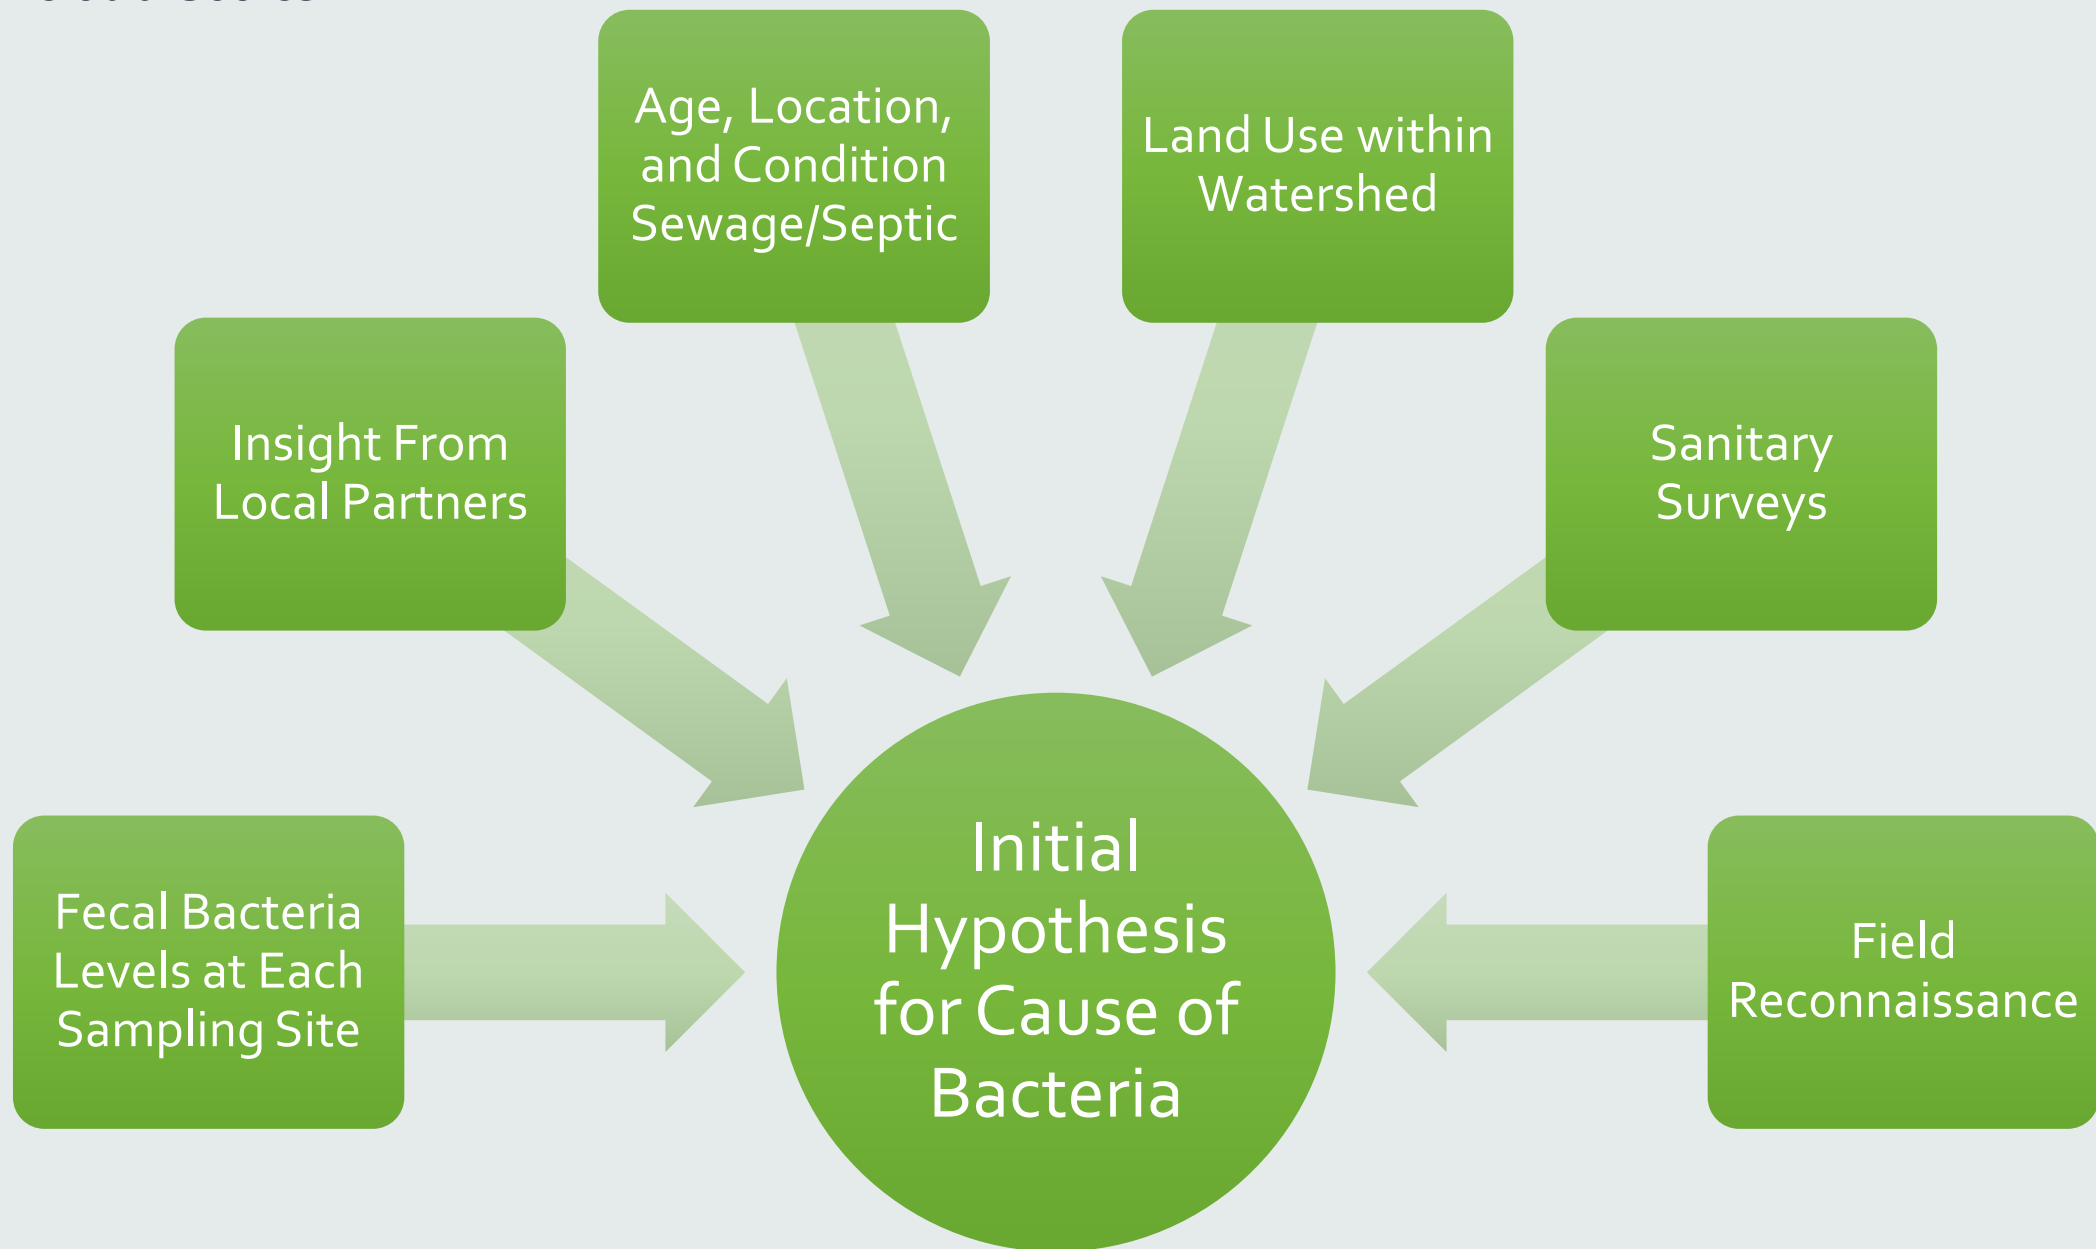 Age, Location,
and Condition
Sewage/Septic
Land Use within
Watershed
Insight From
Local Partners
Sanitary
Surveys
Fecal Bacteria
Levels at Each
Sampling Site
Initial
Hypothesis
for Cause of
Bacteria
Field
Reconnaissance